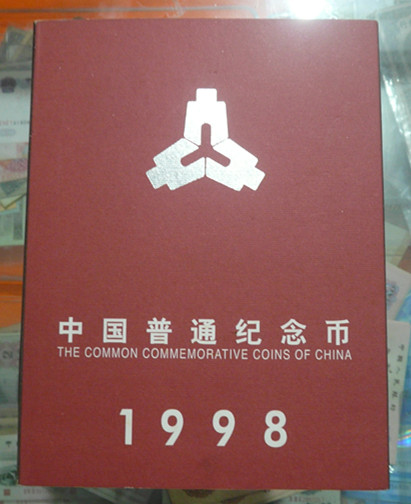 中国普通纪念币
THE COMMON COMMEMORATIVE COINS OF CHINA
1998